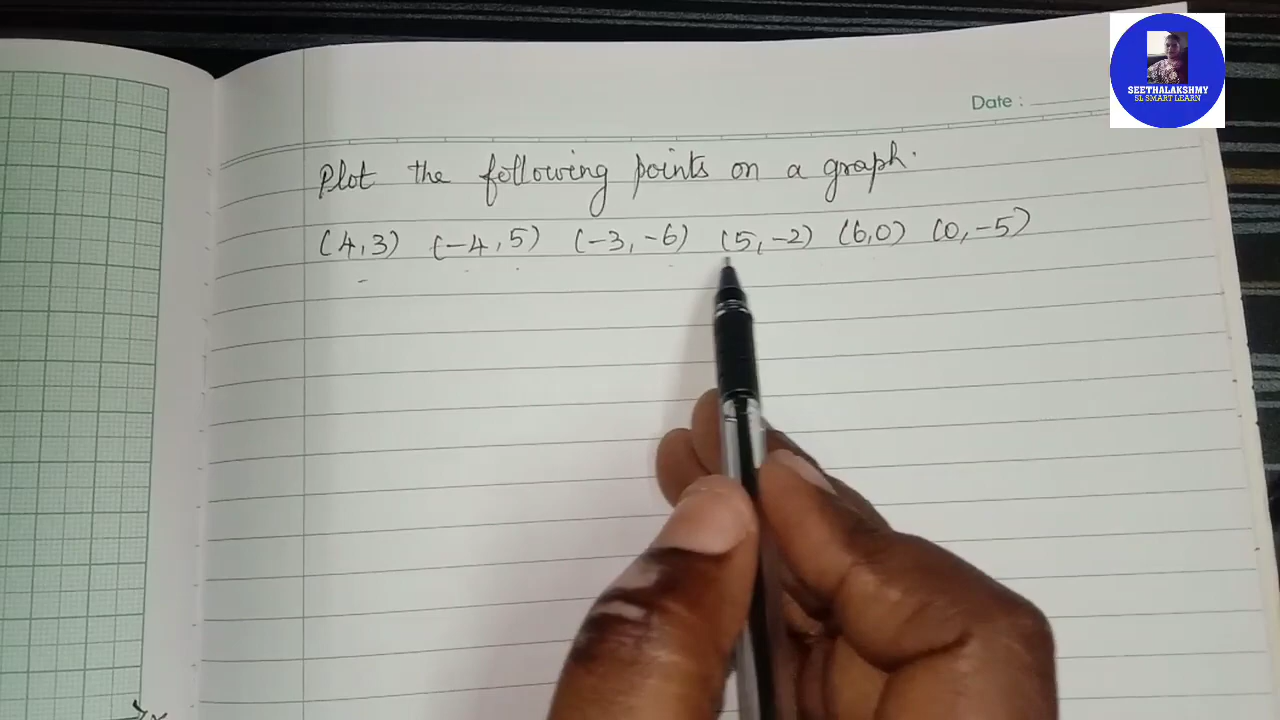 SEETHALAKSHMY
SL SMART LEARN
Date :
Plot the following points on a graph.
(4,3) (-4,5) (-3,-6) (5,-2) (6,0) (0,-5)
x